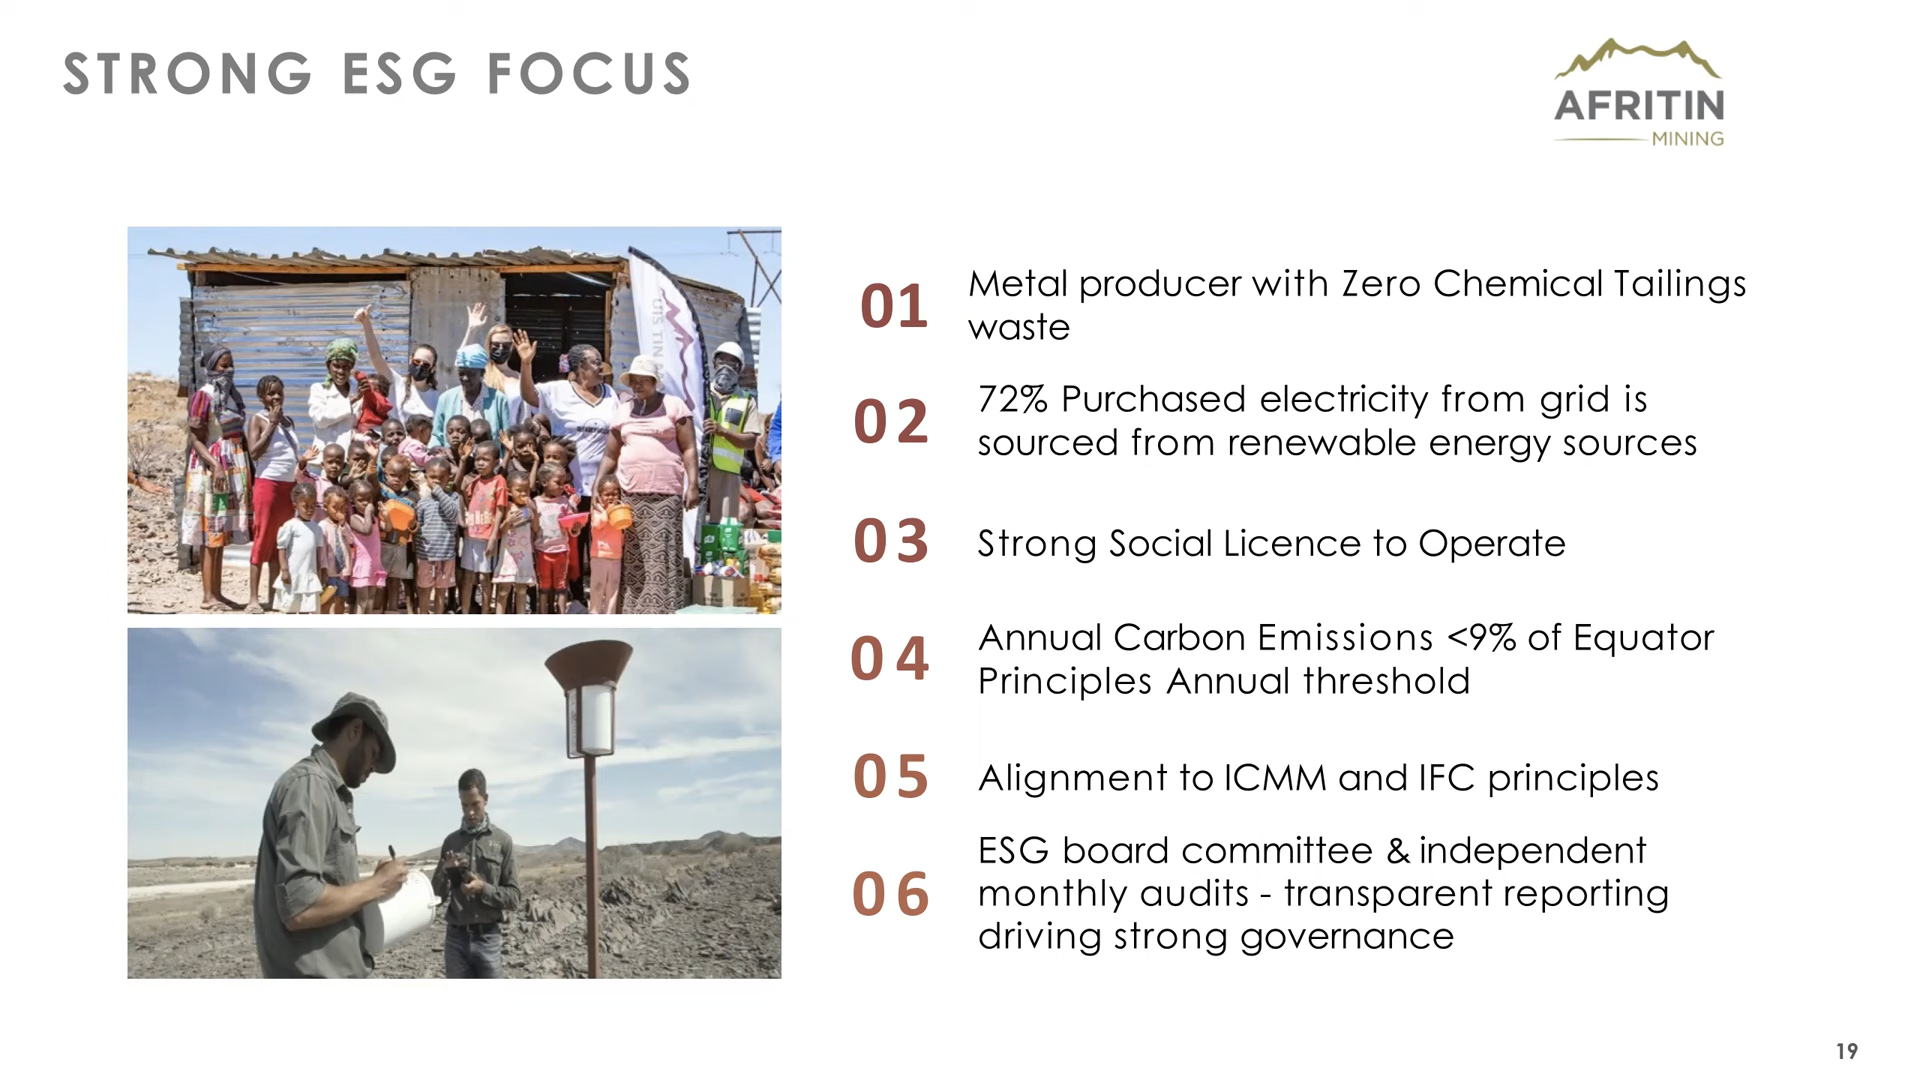 STRONG ESG FOCUS
AFRITIN
MINING
01
Metal producer with Zero Chemical Tailings
waste
02
72% Purchased electricity from grid is
sourced from renewable energy sources
03
Strong Social Licence to Operate
04
Annual Carbon Emissions <9% of Equator
Principles Annual threshold
05
Alignment to ICMM and IFC principles
06
ESG board committee & independent
monthly audits - transparent reporting
driving strong governance
19